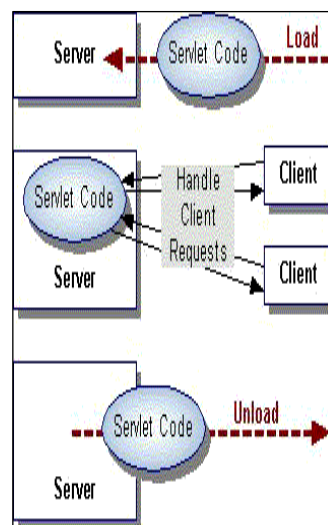 Server
Servlet Code
Load
Servlet Code
Server
Handle
Client
Requests
Client
Client
Servlet Code
Unload
Server